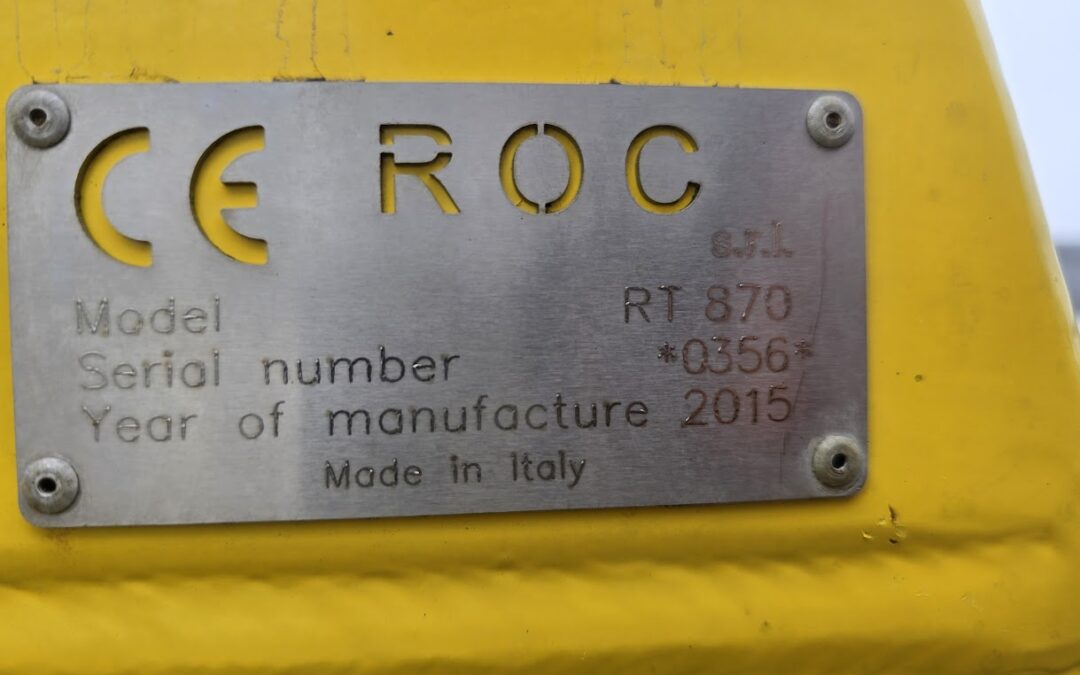 CE ROC
s.r.l.
Model RT 870
Serial number *0356*
Year of manufacture 2015
Made in Italy